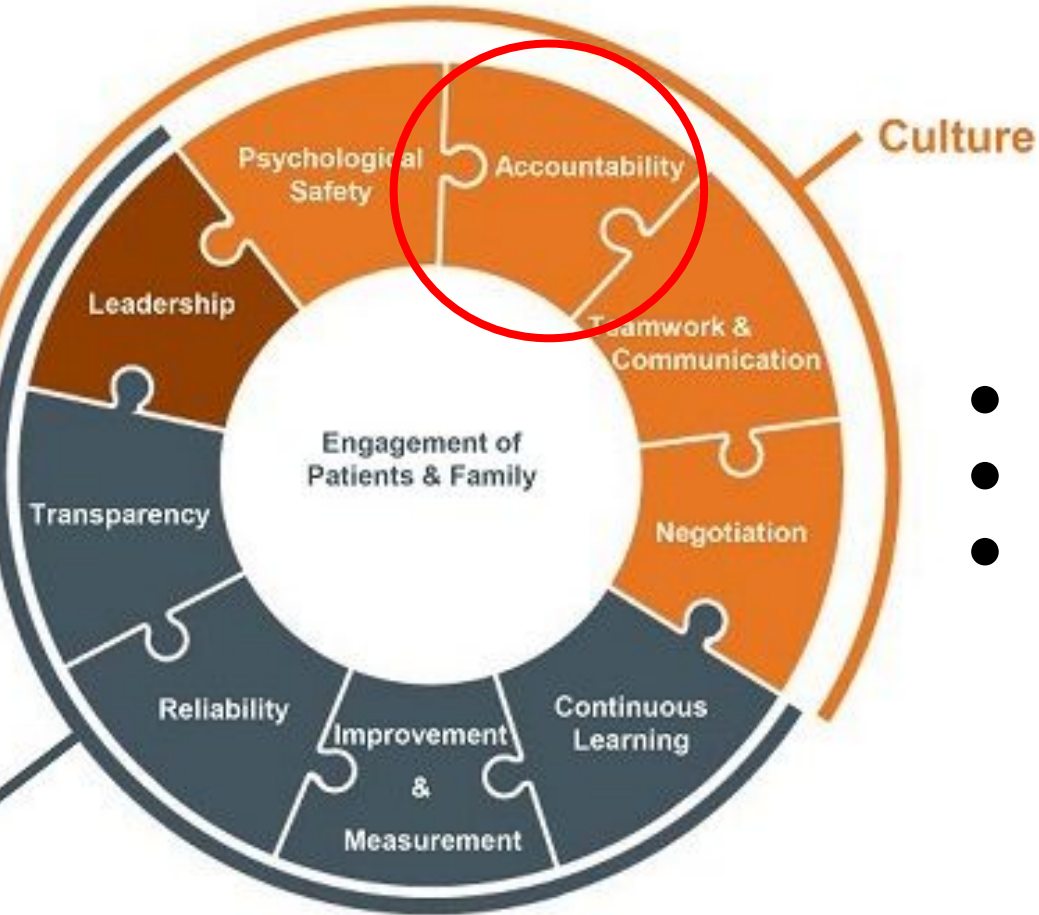 Culture
Psychological
Safety
Accountability
Teamwork &
Communication
Leadership
Engagement of
Patients & Family
Transparency
Negotiation
Reliability
Improvement
&
Measurement
Continuous
Learning